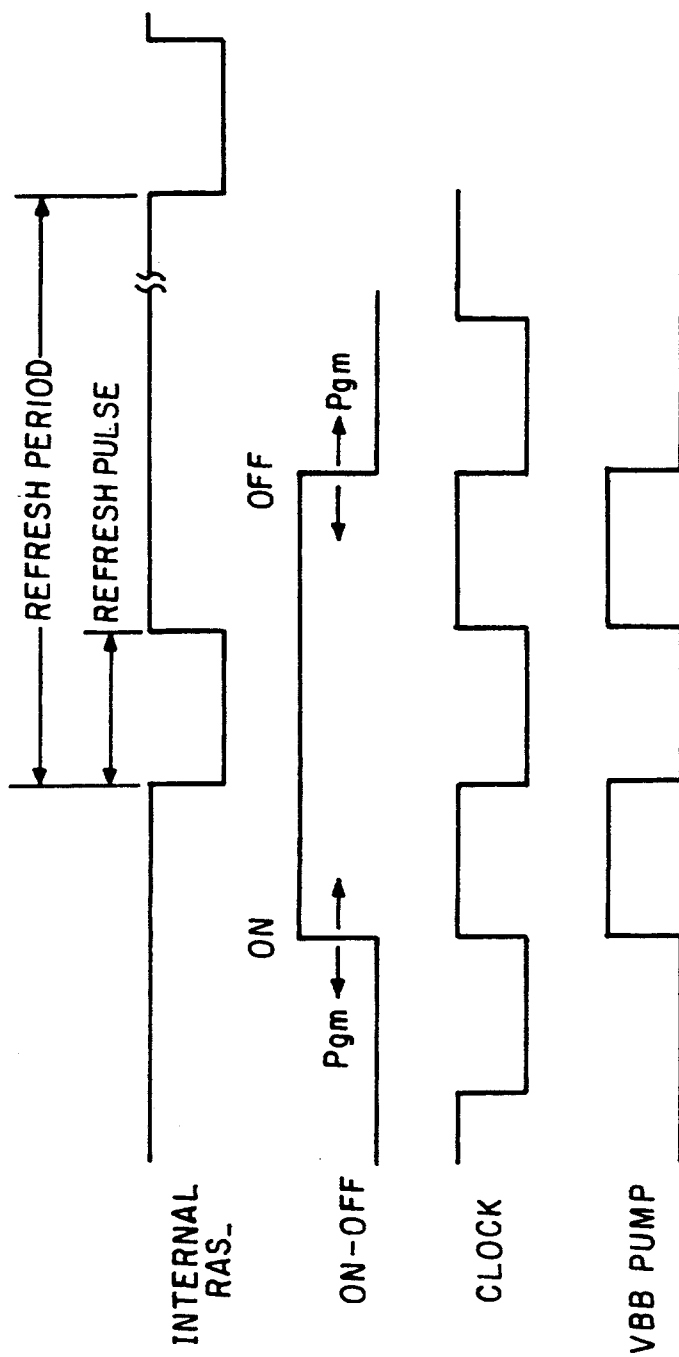 REFRESH PERIOD
REFRESH PULSE
INTERNAL
RAS_
ON
OFF
Pgm
Pgm
ON-OFF
CLOCK
VBB PUMP